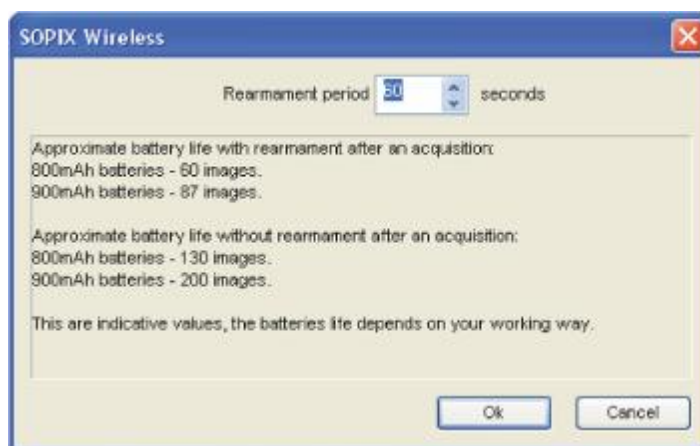 SOPIX Wireless
Rearmament period 60 seconds
Approximate battery life with rearmament after an acquisition:
800mAh batteries - 60 images.
900mAh batteries - 87 images.
Approximate battery life without rearmament after an acquisition:
800mAh batteries - 130 images.
900mAh batteries - 200 images.
This are indicative values, the batteries life depends on your working way.
Ok Cancel